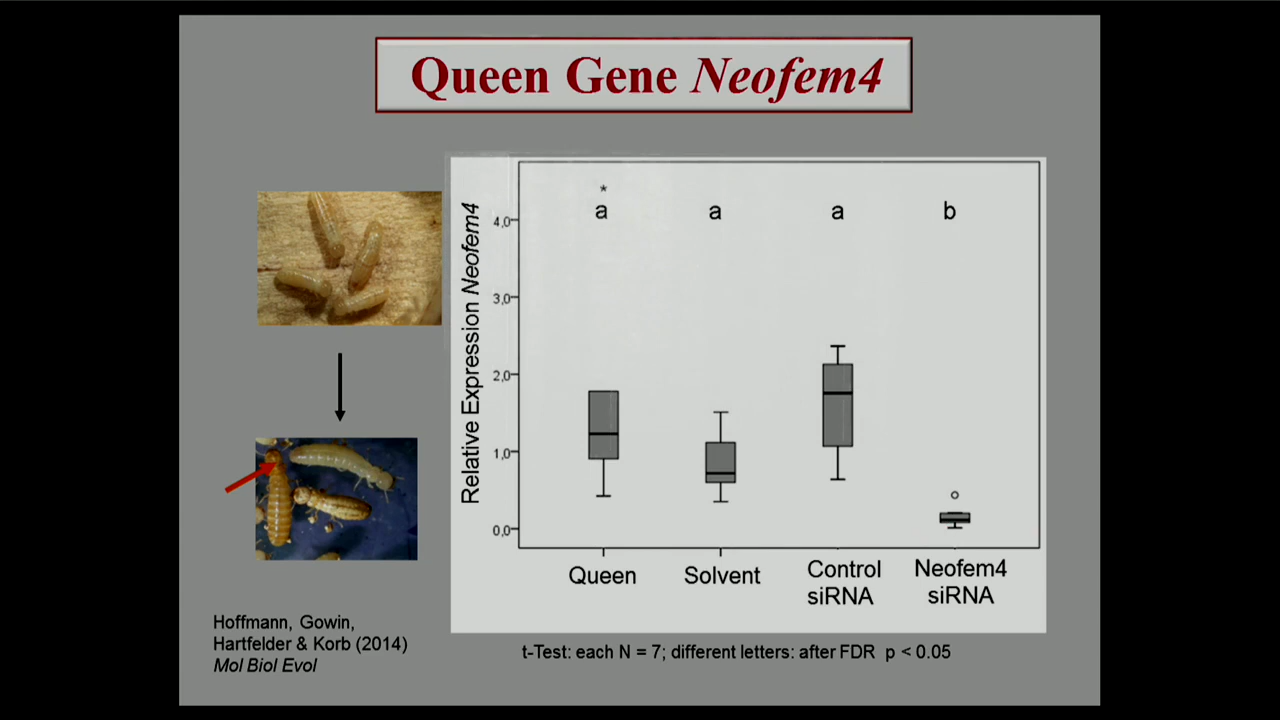 Queen Gene Neofem4
Relative Expression Neofem4
4,0
3,0
2,0
1,0
0,0
*
a a a b
Queen
Solvent
Control
siRNA
Neofem4
siRNA
Hoffmann, Gowin,
Hartfelder & Korb (2014)
Mol Biol Evol
t-Test: each N = 7; different letters: after FDR p < 0.05